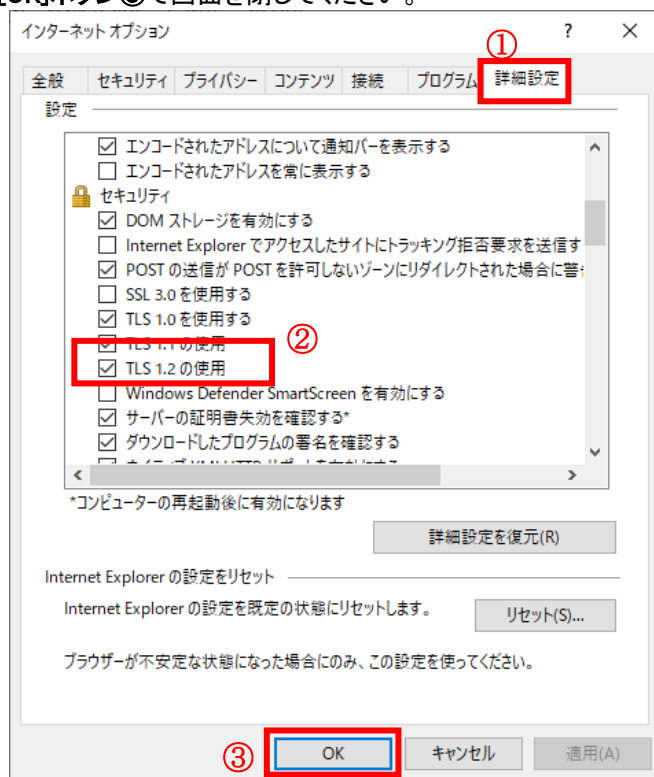 で画面を閉じてください。
インターネット オプション ? ×
①
全般 セキュリティ プライバシー コンテンツ 接続 プログラム 詳細設定
設定
エンコードされたアドレスについて通知バーを表示する
エンコードされたアドレスを常に表示する
セキュリティ
DOM ストレージを有効にする
Internet Explorer でアクセスしたサイトにトラッキング拒否要求を送信す
POST の送信が POST を許可しないゾーンにリダイレクトされた場合に警
SSL 3.0 を使用する
TLS 1.0 を使用する
②
TLS 1.1 の使用
TLS 1.2 の使用
Windows Defender SmartScreen を有効にする
サーバーの証明書失効を確認する*
ダウンロードしたプログラムの署名を確認する
*コンピューターの再起動後に有効になります
詳細設定を復元(R)
Internet Explorer の設定をリセット
Internet Explorer の設定を既定の状態にリセットします。
リセット(S)...
ブラウザーが不安定な状態になった場合にのみ、この設定を使ってください。
③
OK キャンセル 適用(A)